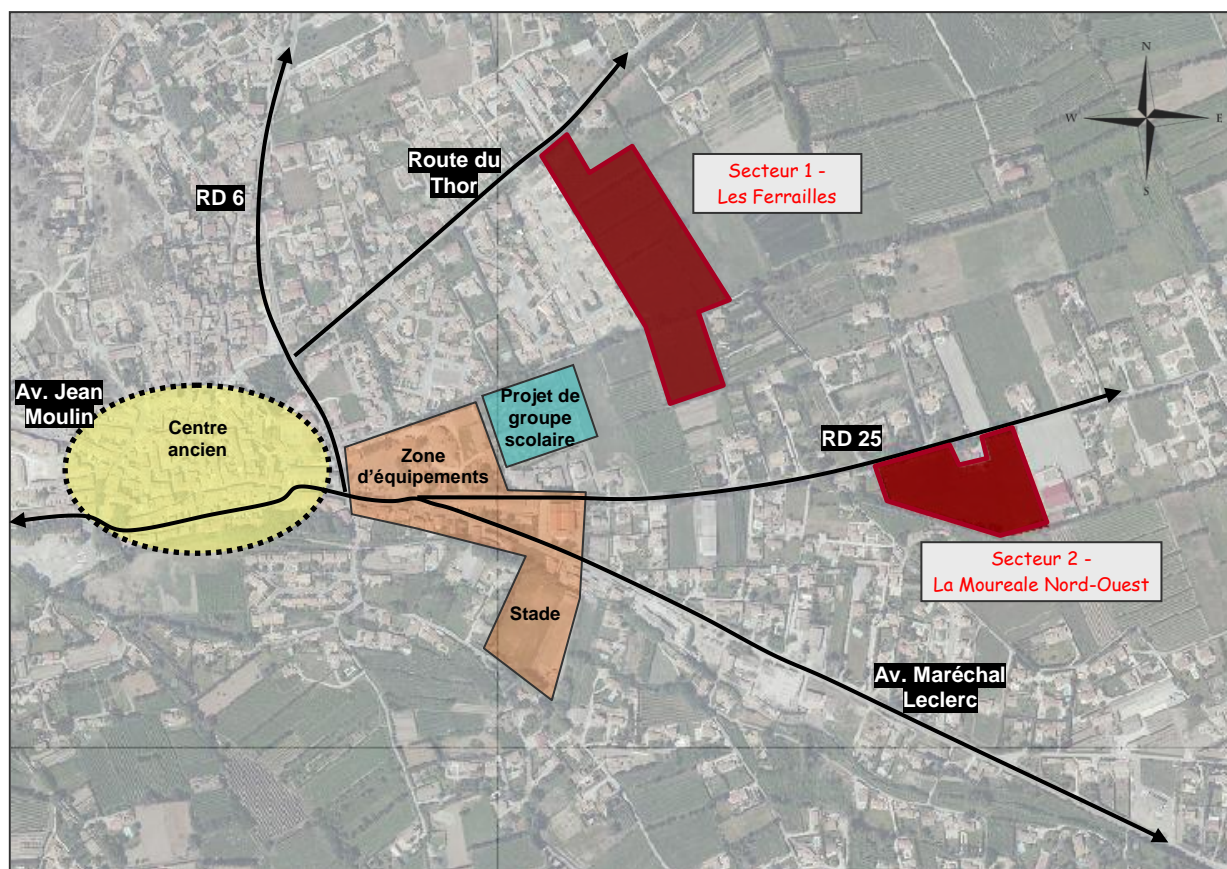 N
W
E
S
Secteur 1 -
Les Ferrailles
Route du
Thor
RD 6
Av. Jean
Moulin
Centre
ancien
Projet de
groupe
scolaire
Zone
d'équipements
RD 25
Secteur 2 -
La Moureale Nord-Ouest
Stade
Av. Maréchal
Leclerc